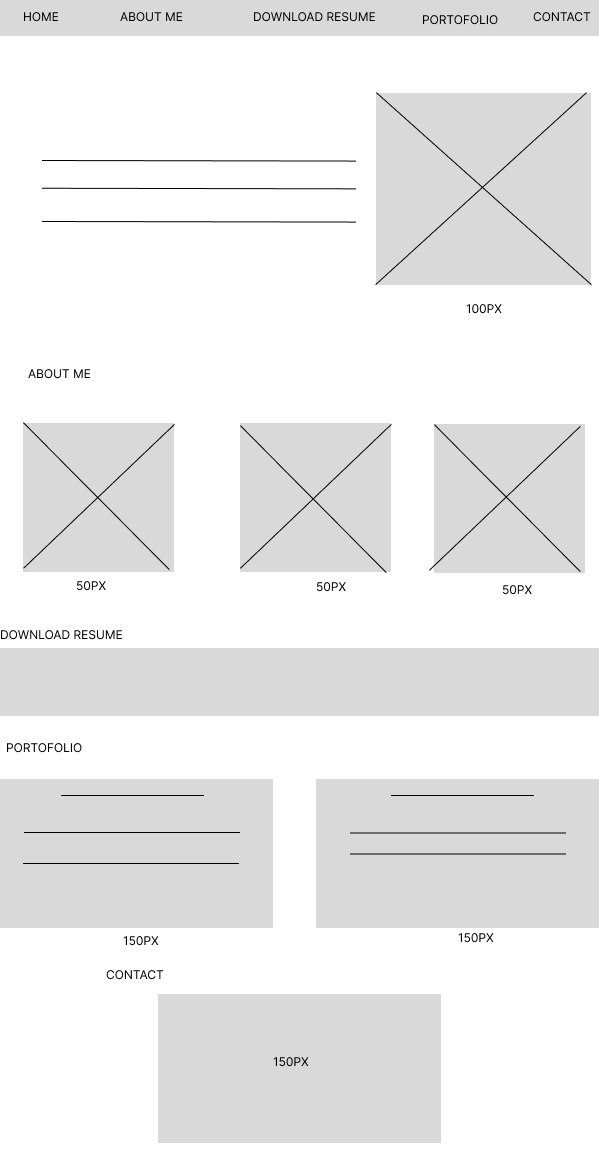 HOME
ABOUT ME
DOWNLOAD RESUME
PORTOFOLIO
CONTACT
100PX
ABOUT ME
50PX
50PX
50PX
DOWNLOAD RESUME
PORTOFOLIO
150PX
150PX
CONTACT
150PX